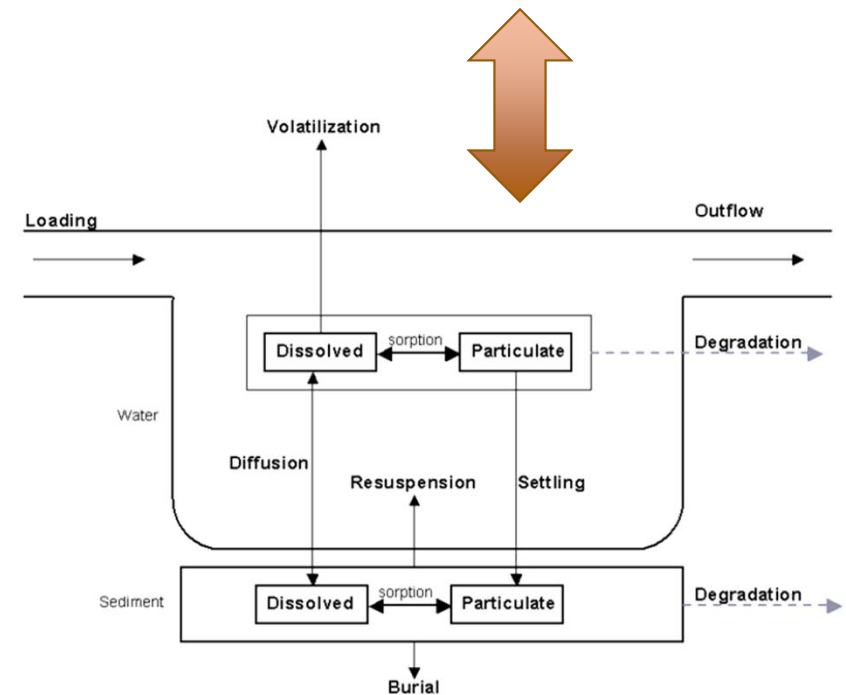 Volatilization
Loading
Outflow
Dissolved
sorption
Particulate
Degradation
Water
Diffusion
Resuspension
Settling
Sediment
Dissolved
sorption
Particulate
Degradation
Burial